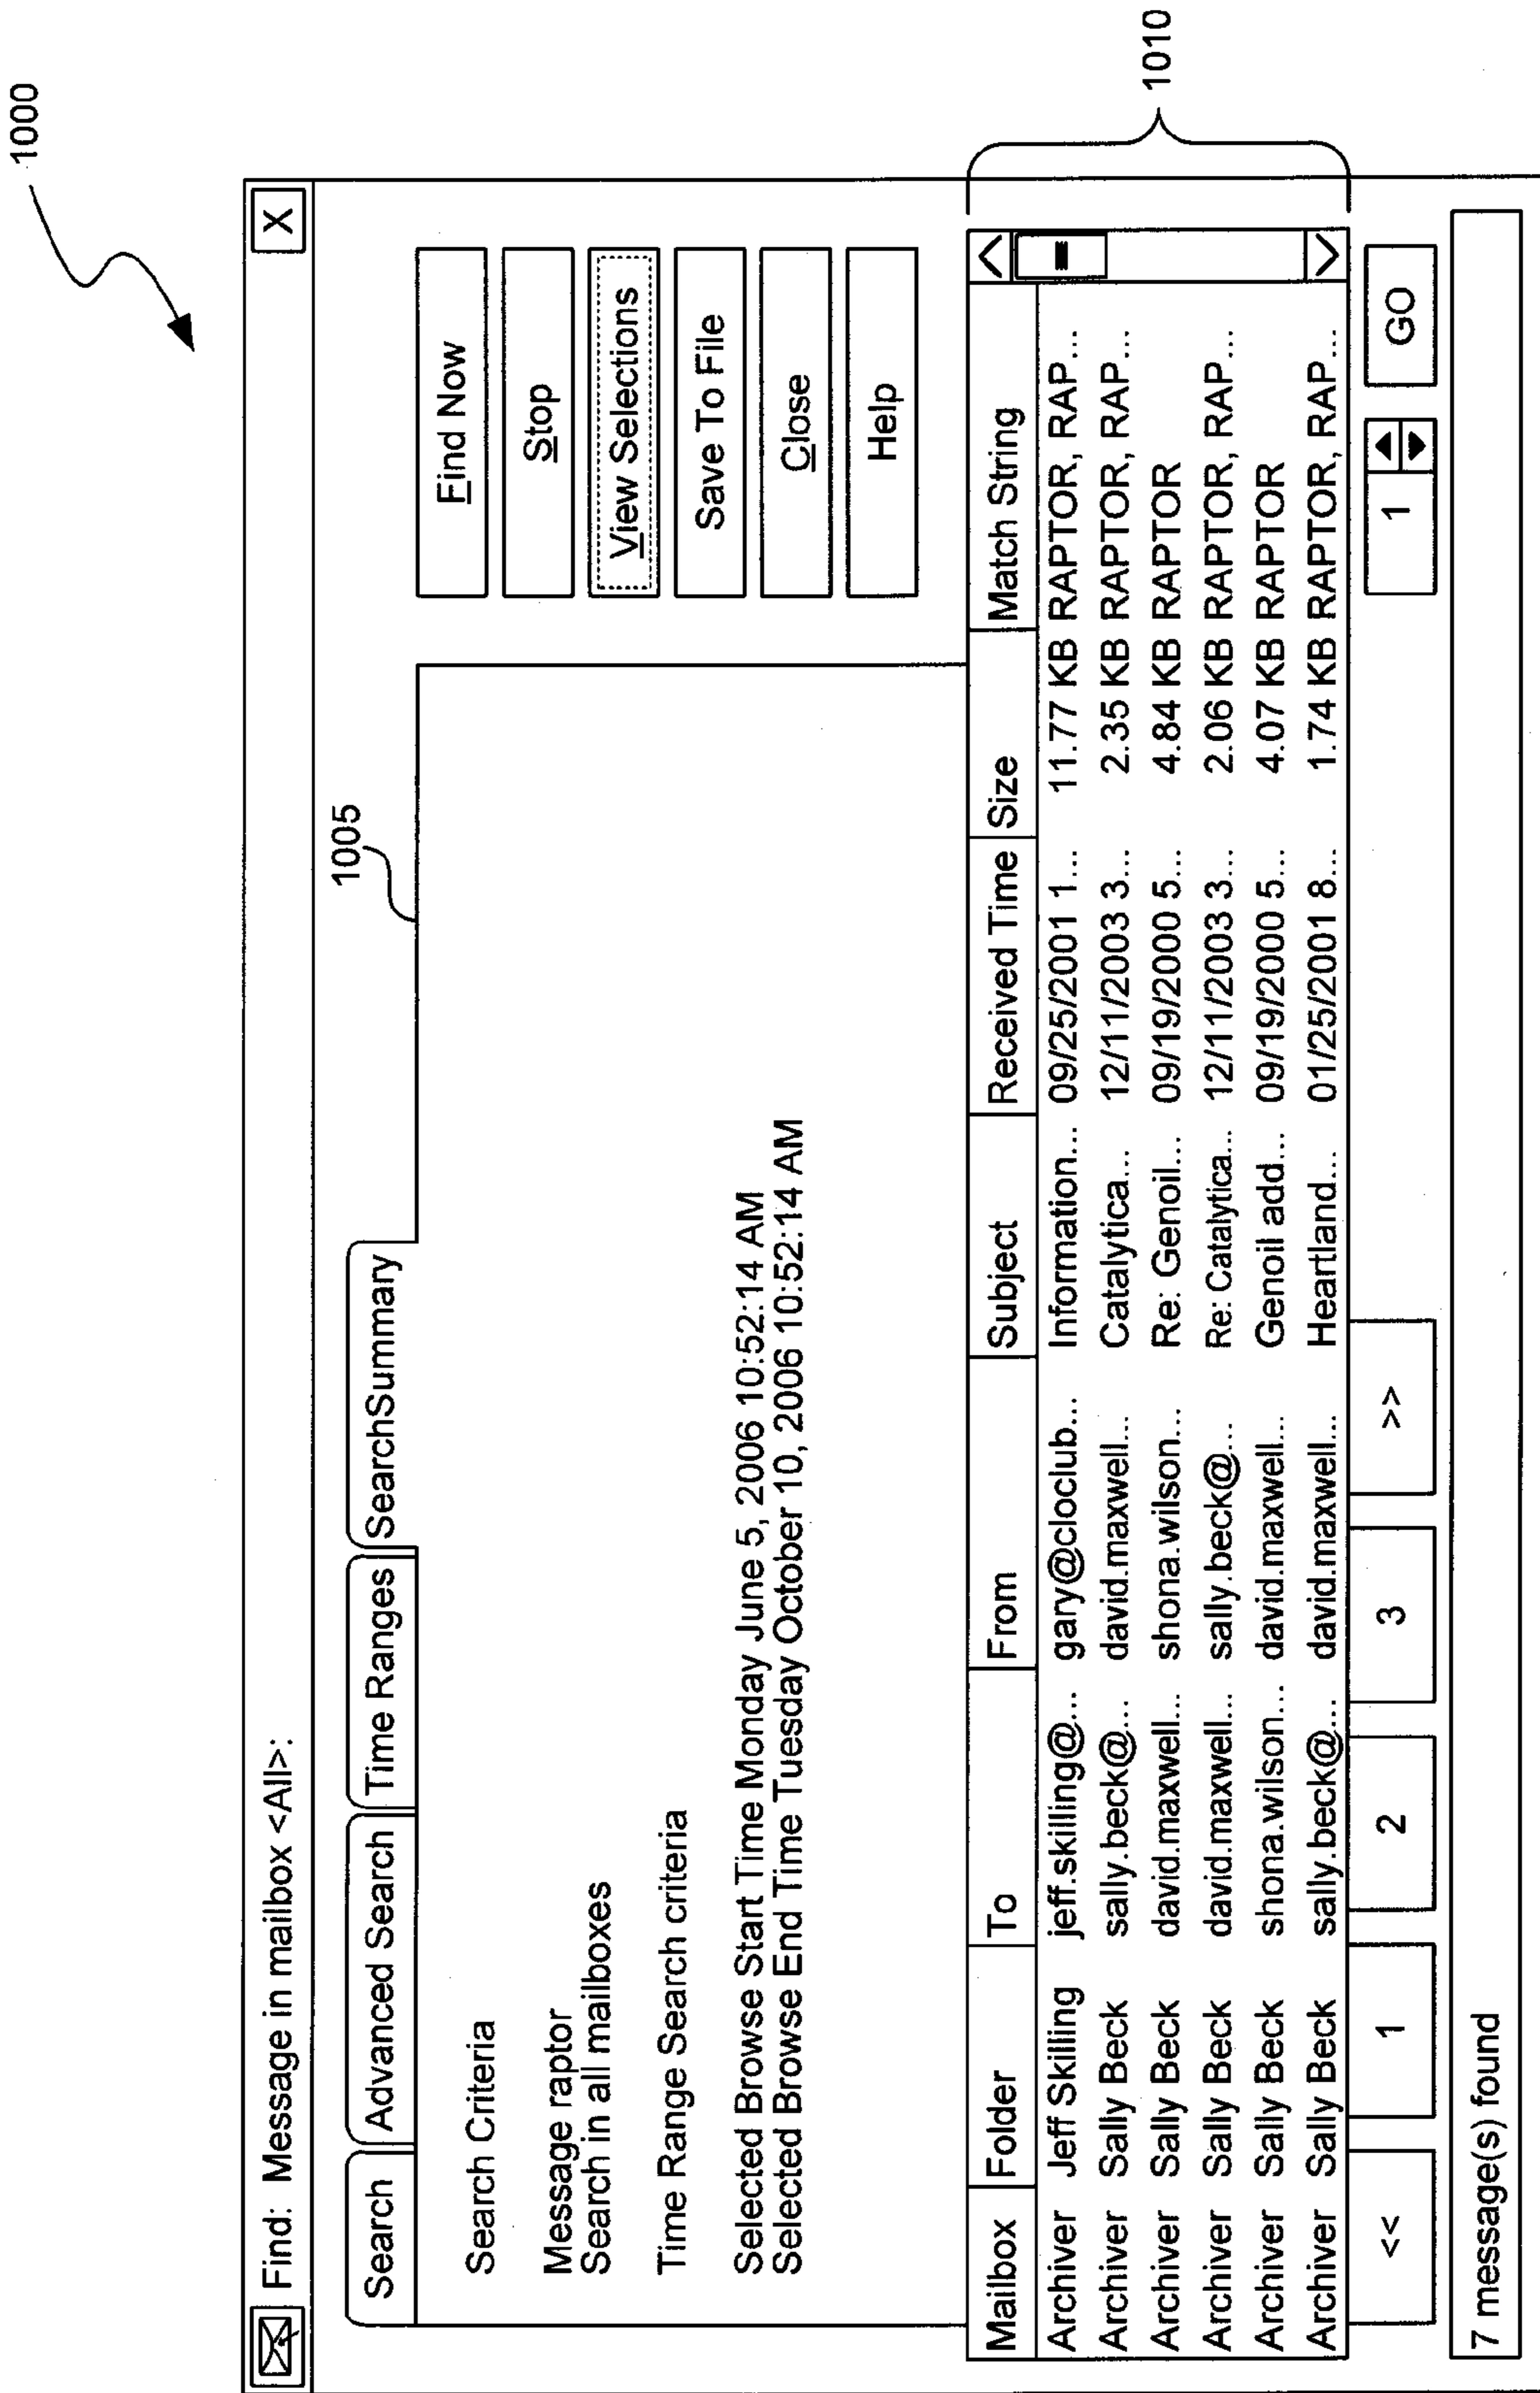 1000
Find: Message in mailbox <All>:
X
1005
Search Advanced Search Time Ranges SearchSummary
Search Criteria
Message raptor
Search in all mailboxes
Time Range Search criteria
Selected Browse Start Time Monday June 5, 2006 10:52:14 AM
Selected Browse End Time Tuesday October 10, 2006 10:52:14 AM
Find Now
Stop
View Selections
Save To File
Close
Help
Mailbox Folder To From Subject Received Time Size Match String
Archiver Jeff Skilling jeff.skilling@... gary@cloclub... Information... 09/25/2001 1... 11.77 KB RAPTOR, RAP...
Archiver Sally Beck sally.beck@... david.maxwell... Catalytica... 12/11/2003 3... 2.35 KB RAPTOR, RAP...
Archiver Sally Beck david.maxwell... shona.wilson... Re: Genoil... 09/19/2000 5... 4.84 KB RAPTOR
Archiver Sally Beck david.maxwell... sally.beck@... Re: Catalytica... 12/11/2003 3... 2.06 KB RAPTOR, RAP...
Archiver Sally Beck shona.wilson... david.maxwell... Genoil add... 09/19/2000 5... 4.07 KB RAPTOR
Archiver Sally Beck sally.beck@... david.maxwell... Heartland... 01/25/2001 8... 1.74 KB RAPTOR, RAP...
1010
<< 1 2 3 >> 1 GO
7 message(s) found